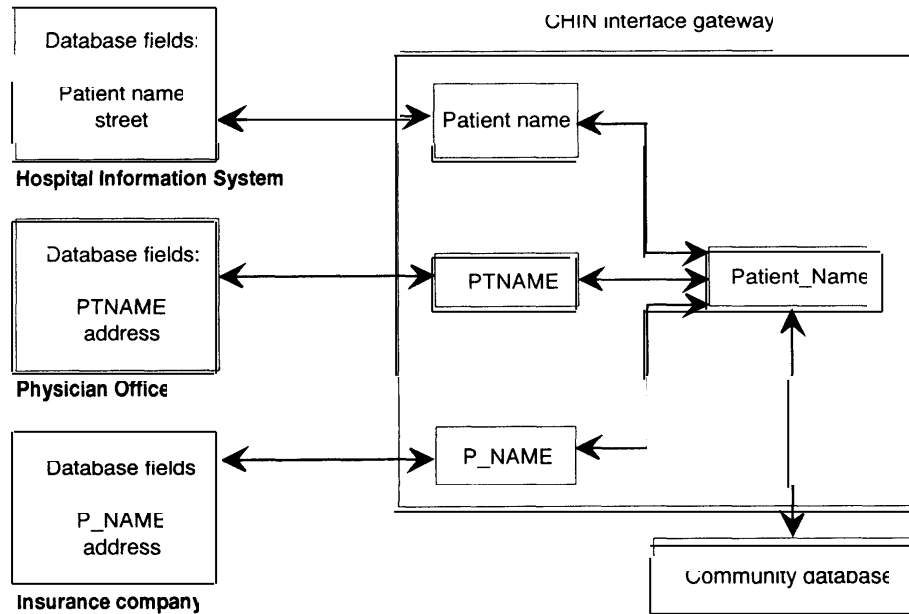 CHIN interface gateway
Database fields:
Patient name
street
Hospital Information System
Patient name
Database fields:
PTNAME
address
Physician Office
PTNAME
Patient_Name
Database fields
P_NAME
address
Insurance company
P_NAME
Community database